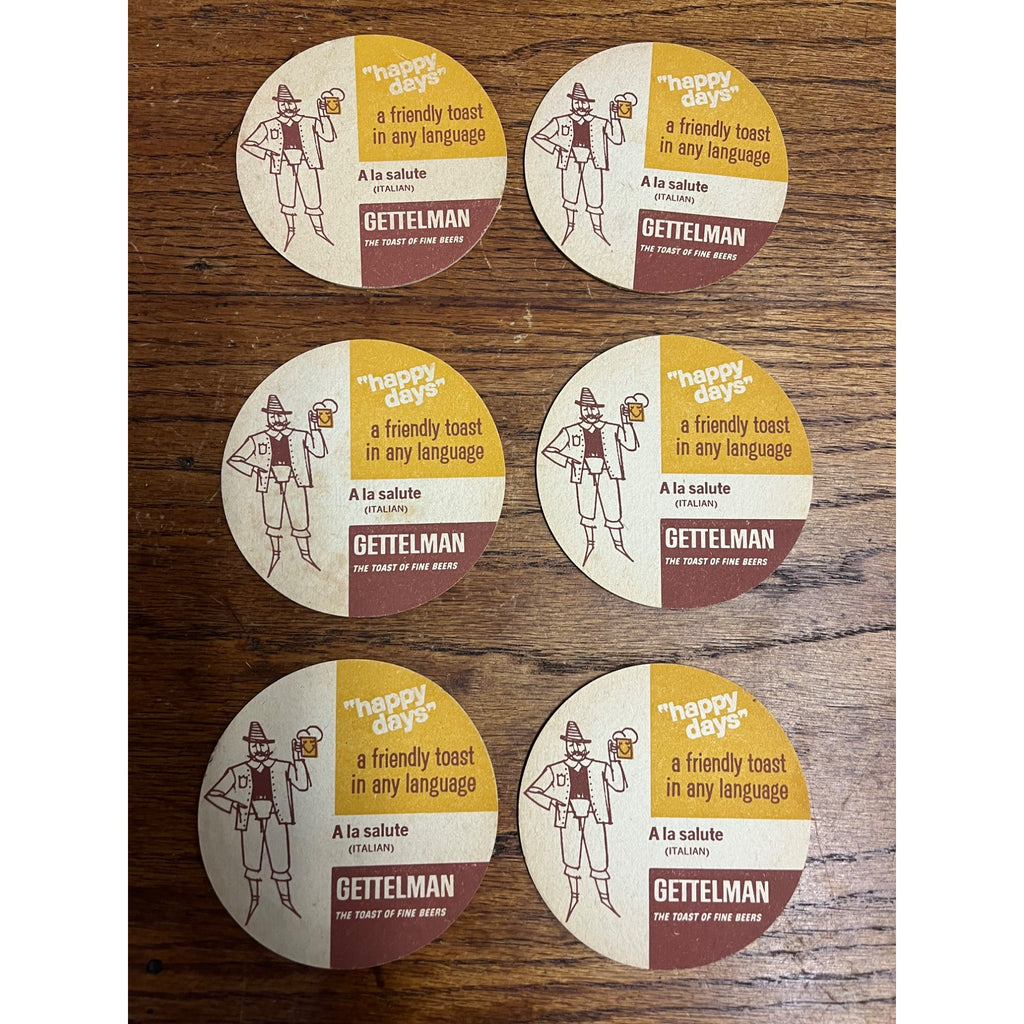 "happy
days"
a friendly toast
in any language
A la salute
(ITALIAN)
GETTELMAN
THE TOAST OF FINE BEERS
"happy
days"
a friendly toast
in any language
A la salute
(ITALIAN)
GETTELMAN
THE TOAST OF FINE BEERS
"happy
days"
a friendly toast
in any language
A la salute
(ITALIAN)
GETTELMAN
THE TOAST OF FINE BEERS
"happy
days"
a friendly toast
in any language
A la salute
(ITALIAN)
GETTELMAN
THE TOAST OF FINE BEERS
"happy
days"
a friendly toast
in any language
A la salute
(ITALIAN)
GETTELMAN
THE TOAST OF FINE BEERS
"happy
days"
a friendly toast
in any language
A la salute
(ITALIAN)
GETTELMAN
THE TOAST OF FINE BEERS